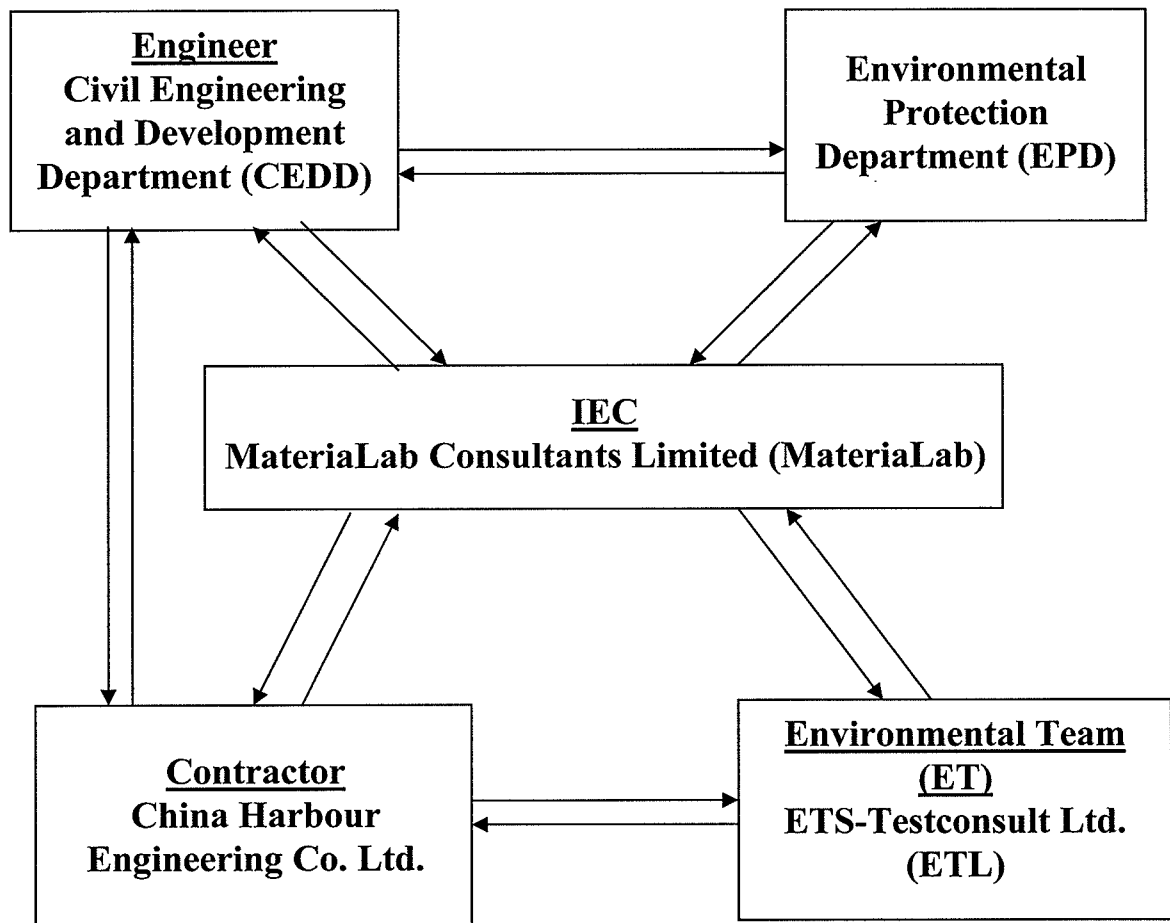 Engineer
Civil Engineering
and Development
Department (CEDD)
Environmental
Protection
Department (EPD)
IEC
MateriaLab Consultants Limited (MateriaLab)
Contractor
China Harbour
Engineering Co. Ltd.
Environmental Team
(ET)
ETS-Testconsult Ltd.
(ETL)